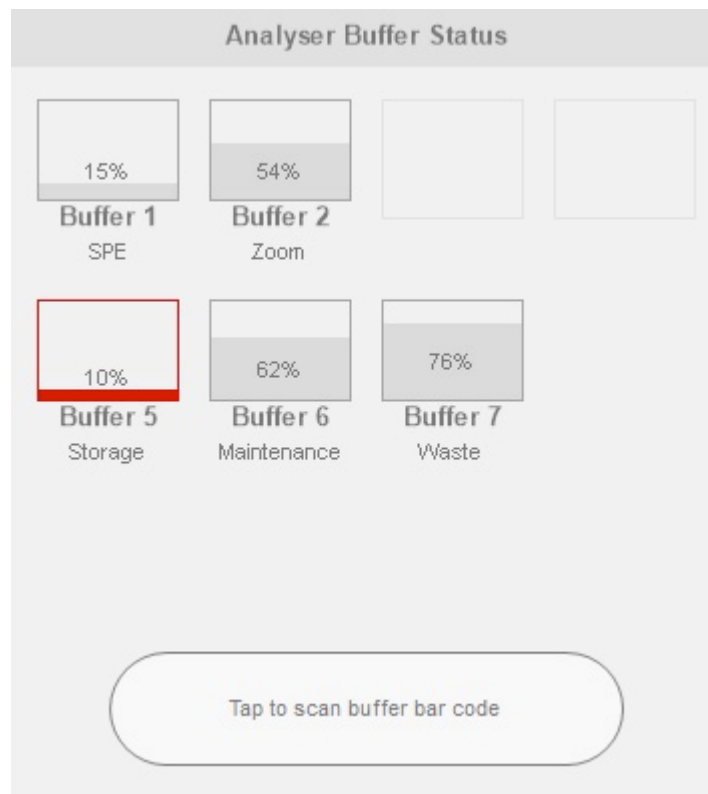 Analyser Buffer Status
15% 54%
Buffer 1 Buffer 2
SPE Zoom
10% 62% 76%
Buffer 5 Buffer 6 Buffer 7
Storage Maintenance Waste
Tap to scan buffer bar code